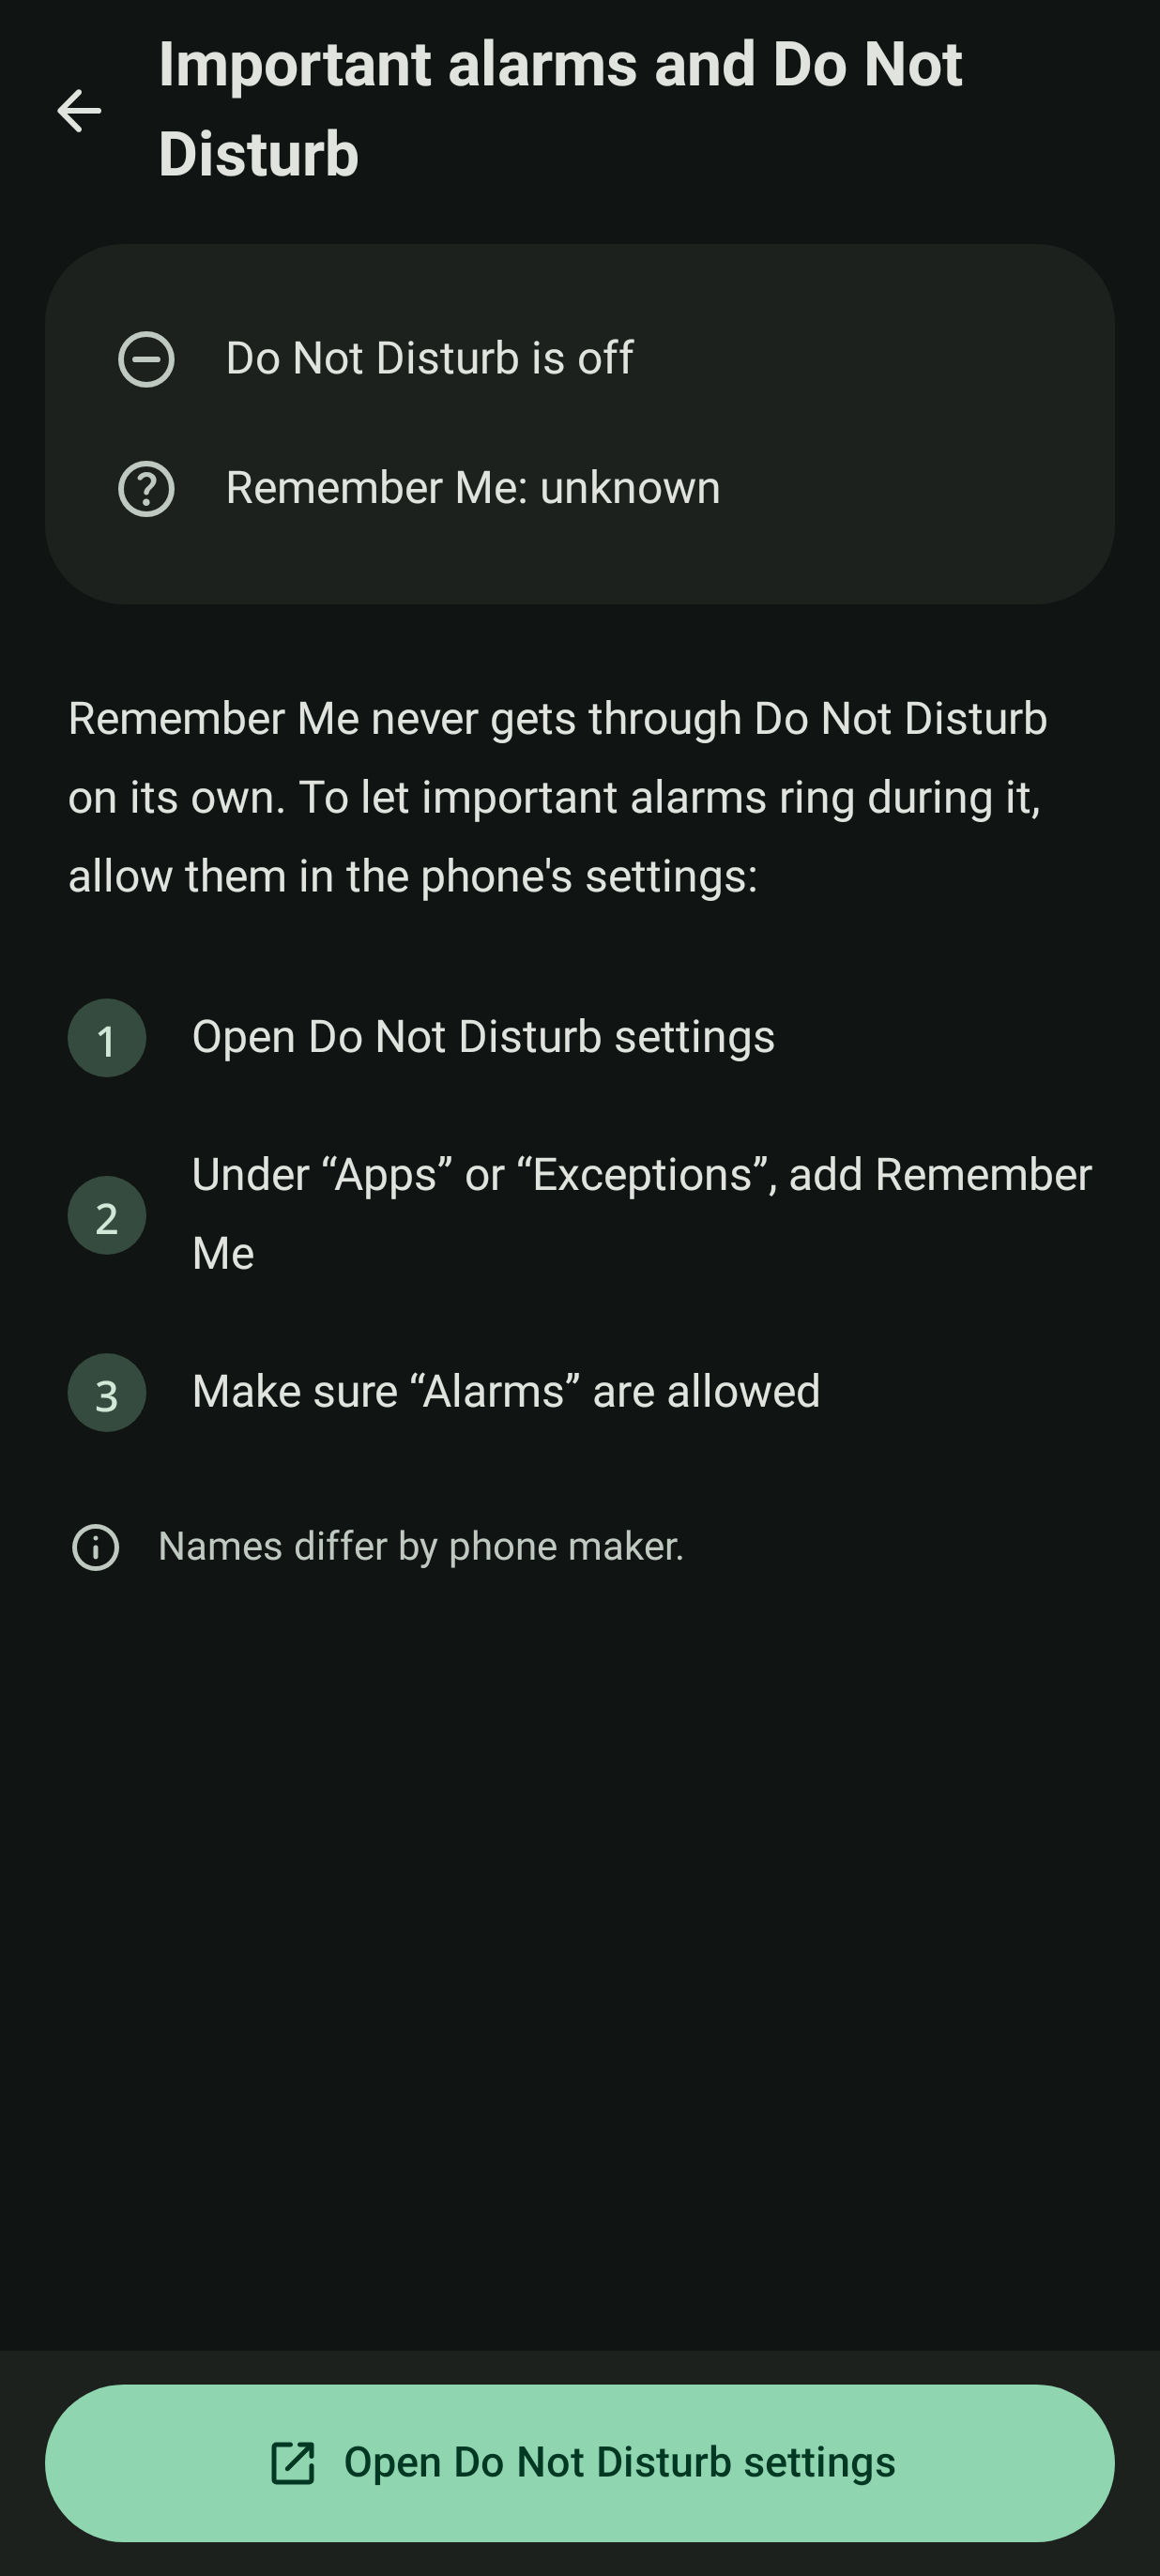 Important alarms and Do Not
Disturb
Do Not Disturb is off
Remember Me: unknown
Remember Me never gets through Do Not Disturb
on its own. To let important alarms ring during it,
allow them in the phone's settings:
1 Open Do Not Disturb settings
2 Under “Apps” or “Exceptions”, add Remember
Me
3 Make sure “Alarms” are allowed
Names differ by phone maker.
Open Do Not Disturb settings